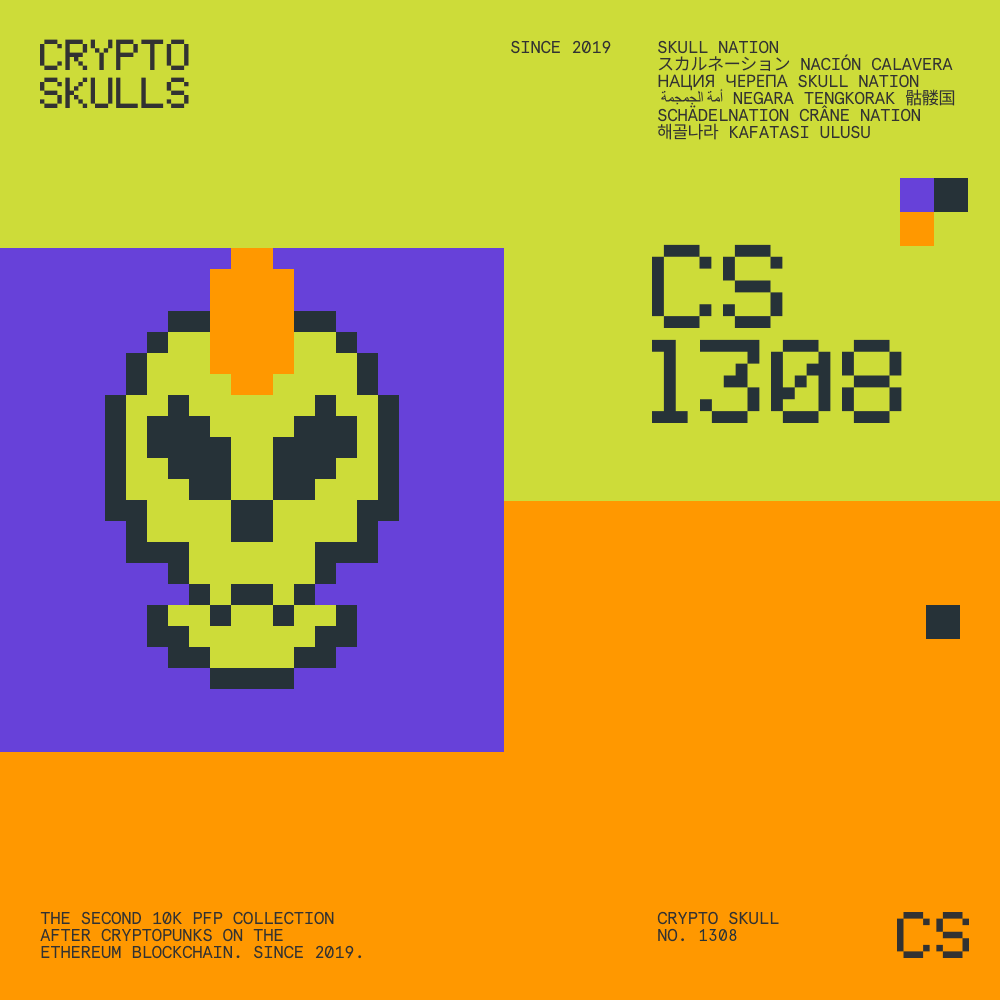 CRYPTO
SKULLS
SINCE 2019
SKULL NATION
スカルネーション NACIÓN CALAVERA
НАЦИЯ ЧЕРЕПА SKULL NATION
أمة الجمجمة NEGARA TENGKORAK 骷髅国
SCHÄDELNATION CRÂNE NATION
해골나라 KAFATASI ULUSU
CS
1308
THE SECOND 10K PFP COLLECTION
AFTER CRYPTOPUNKS ON THE
ETHEREUM BLOCKCHAIN. SINCE 2019.
CRYPTO SKULL
NO. 1308
CS